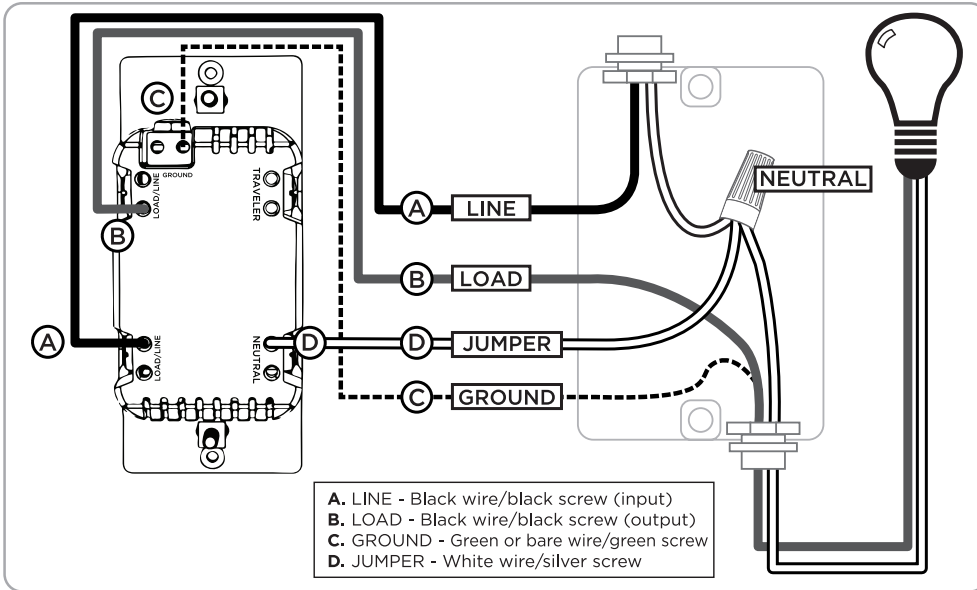 C
GROUND
LOAD/LINE
TRAVELER
B
A
LOAD/LINE
NEUTRAL
D
A LINE
B LOAD
D JUMPER
C GROUND
NEUTRAL
A. LINE - Black wire/black screw (input)
B. LOAD - Black wire/black screw (output)
C. GROUND - Green or bare wire/green screw
D. JUMPER - White wire/silver screw